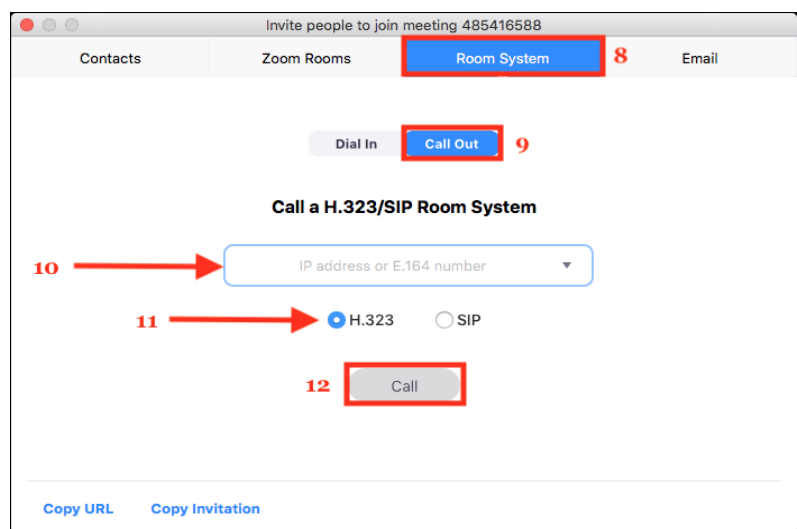 Invite people to join meeting 485416588
Contacts Zoom Rooms Room System 8 Email
Dial In Call Out 9
Call a H.323/SIP Room System
10 IP address or E.164 number
11 H.323 SIP
12 Call
Copy URL Copy Invitation